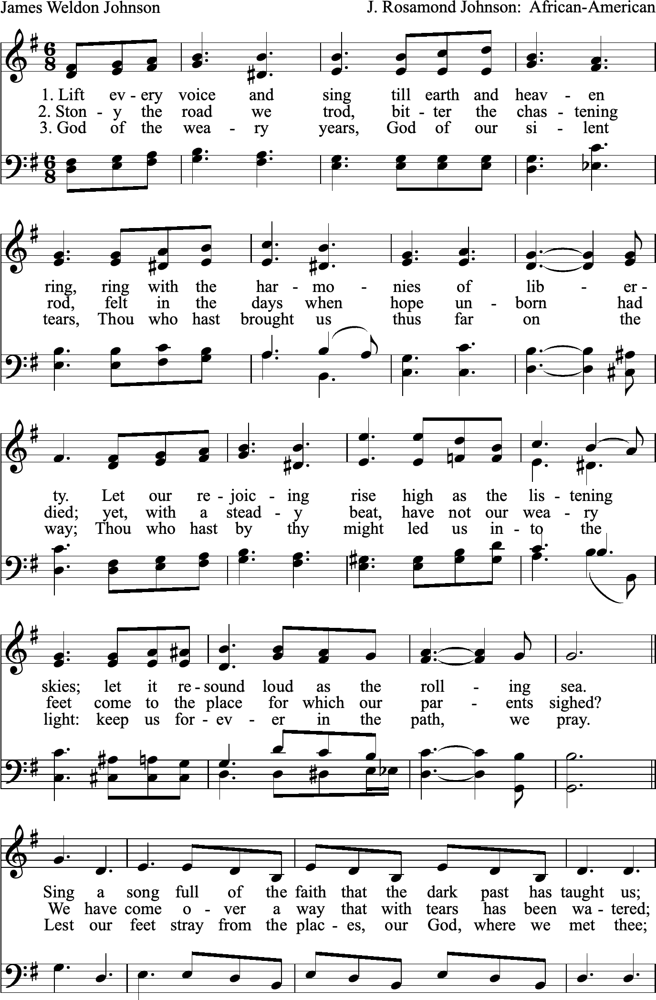 James Weldon Johnson J. Rosamond Johnson: African-American
6 8
1. Lift ev - ery voice and sing till earth and heav - en
2. Ston - y the road we trod, bit - ter the chas - tening
3. God of the wea - ry years, God of our si - lent
6 8
ring, ring with the har - mo - nies of lib - er -
rod, felt in the days when hope un - born had
tears, Thou who hast brought us thus far on the
ty. Let our re - joic - ing rise high as the lis - tening
died; yet, with a stead - y beat, have not our wea - ry
way; Thou who hast by thy might led us in - to the
skies; let it re - sound loud as the roll - ing sea.
feet come to the place for which our par - ents sighed?
light: keep us for - ev - er in the path, we pray.
Sing a song full of the faith that the dark past has taught us;
We have come o - ver a way that with tears has been wa - tered;
Lest our feet stray from the plac - es, our God, where we met thee;